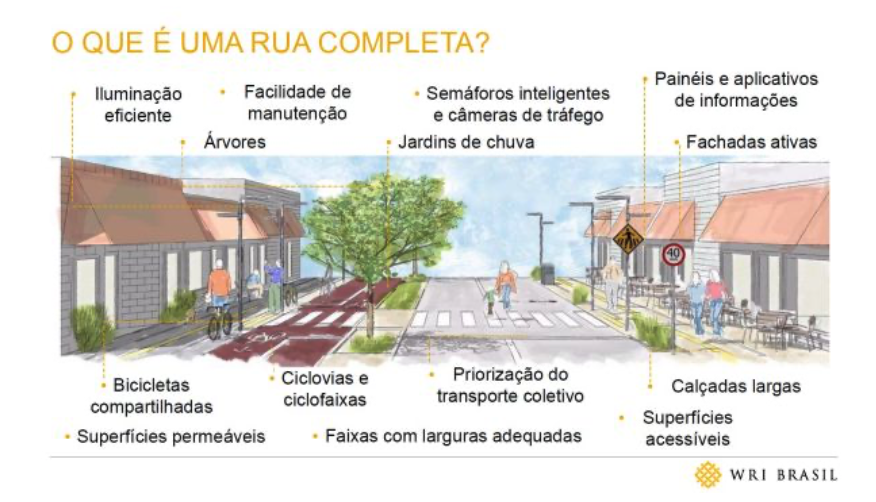 O QUE É UMA RUA COMPLETA?
Iluminação
eficiente
Facilidade de
manutenção
Semáforos inteligentes
e câmeras de tráfego
Painéis e aplicativos
de informações
Árvores
Jardins de chuva
Fachadas ativas
40
Bicicletas
compartilhadas
Ciclovias e
ciclofaixas
Priorização do
transporte coletivo
Calçadas largas
Superfícies permeáveis
Faixas com larguras adequadas
Superfícies
acessíveis
WRI BRASIL